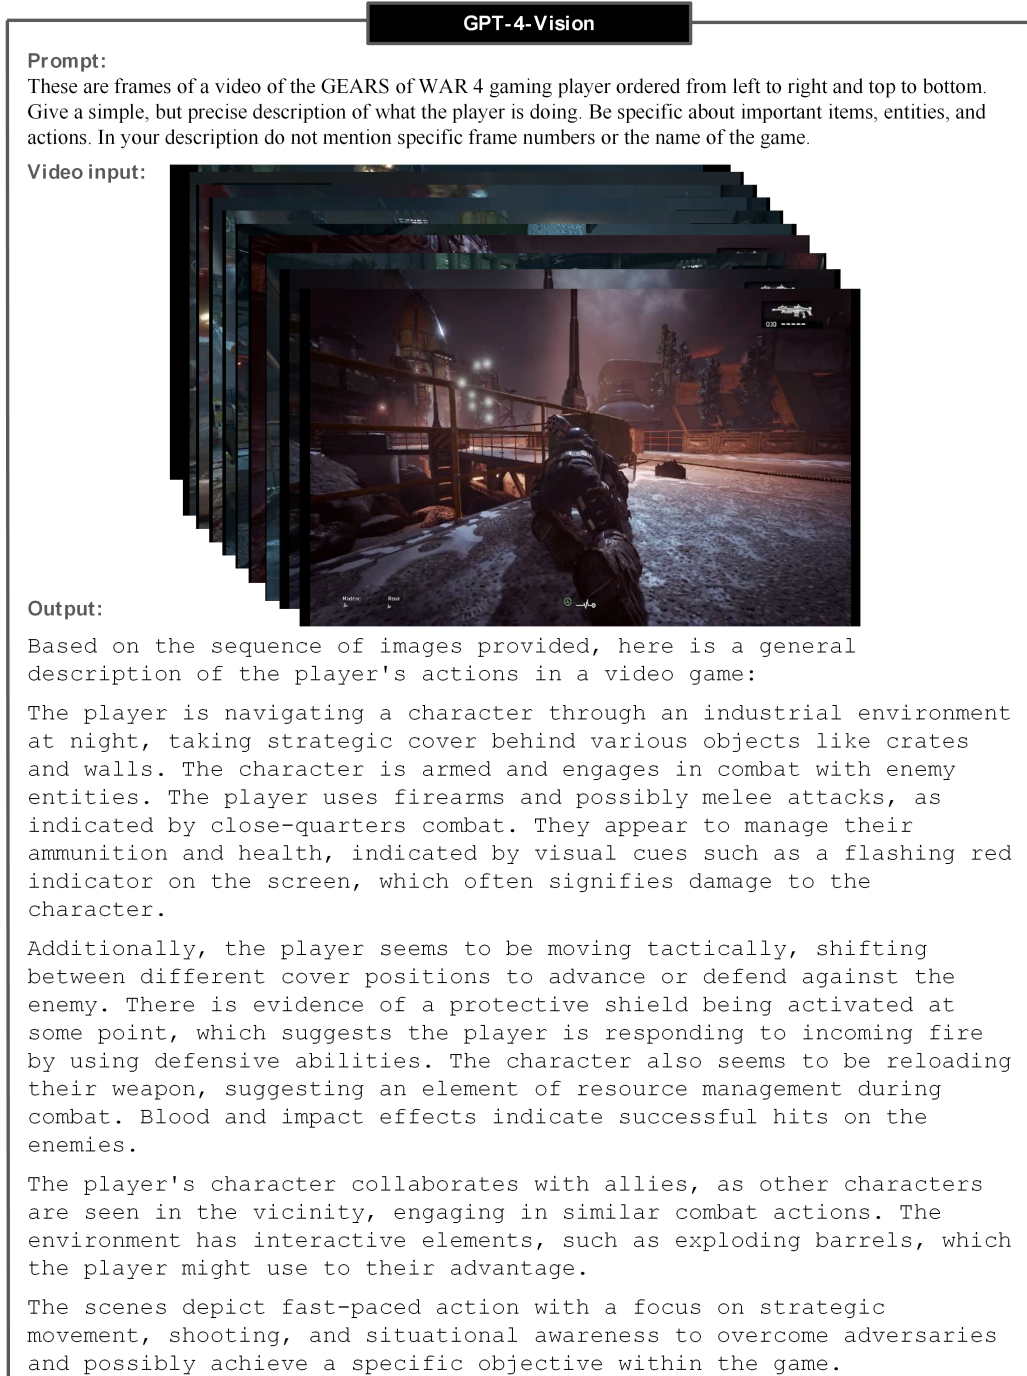 GPT-4-Vision
Prompt:
These are frames of a video of the GEARS of WAR 4 gaming player ordered from left to right and top to bottom.
Give a simple, but precise description of what the player is doing. Be specific about important items, entities, and
actions. In your description do not mention specific frame numbers or the name of the game.
Video input:
030
Output:
Based on the sequence of images provided, here is a general
description of the player's actions in a video game:
The player is navigating a character through an industrial environment
at night, taking strategic cover behind various objects like crates
and walls. The character is armed and engages in combat with enemy
entities. The player uses firearms and possibly melee attacks, as
indicated by close-quarters combat. They appear to manage their
ammunition and health, indicated by visual cues such as a flashing red
indicator on the screen, which often signifies damage to the
character.
Additionally, the player seems to be moving tactically, shifting
between different cover positions to advance or defend against the
enemy. There is evidence of a protective shield being activated at
some point, which suggests the player is responding to incoming fire
by using defensive abilities. The character also seems to be reloading
their weapon, suggesting an element of resource management during
combat. Blood and impact effects indicate successful hits on the
enemies.
The player's character collaborates with allies, as other characters
are seen in the vicinity, engaging in similar combat actions. The
environment has interactive elements, such as exploding barrels, which
the player might use to their advantage.
The scenes depict fast-paced action with a focus on strategic
movement, shooting, and situational awareness to overcome adversaries
and possibly achieve a specific objective within the game.